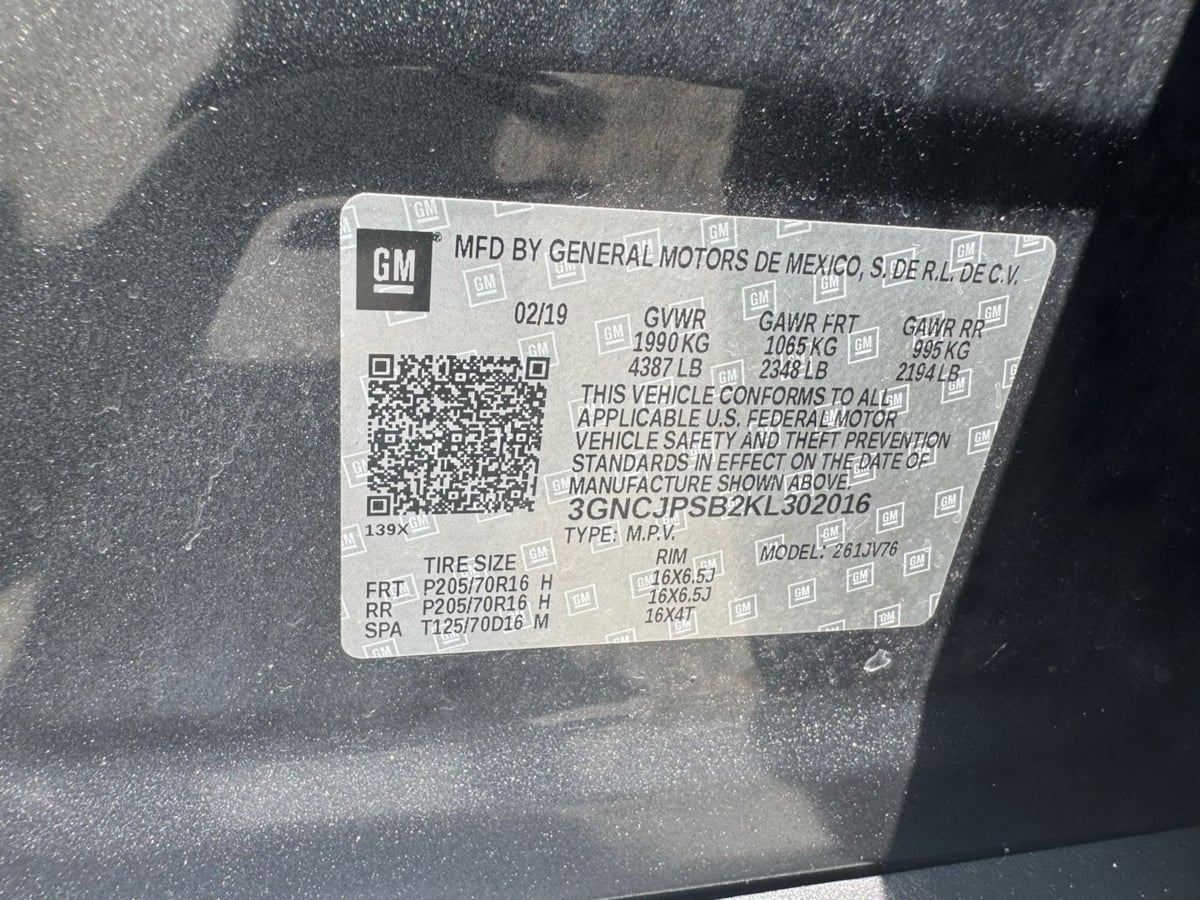 GM ® MFD BY GENERAL MOTORS DE MEXICO, S. DE R.L. DE C.V.
02/19 GVWR GAWR FRT GAWR RR
1990 KG 1065 KG 995 KG
4387 LB 2348 LB 2194 LB
THIS VEHICLE CONFORMS TO ALL
APPLICABLE U.S. FEDERAL MOTOR
VEHICLE SAFETY AND THEFT PREVENTION
STANDARDS IN EFFECT ON THE DATE OF
MANUFACTURE SHOWN ABOVE.
3GNCJPSB2KL302016
139X TYPE: M.P.V. MODEL: 261JV76
TIRE SIZE RIM
FRT P205/70R16 H 16X6.5J
RR P205/70R16 H 16X6.5J
SPA T125/70D16 M 16X4T